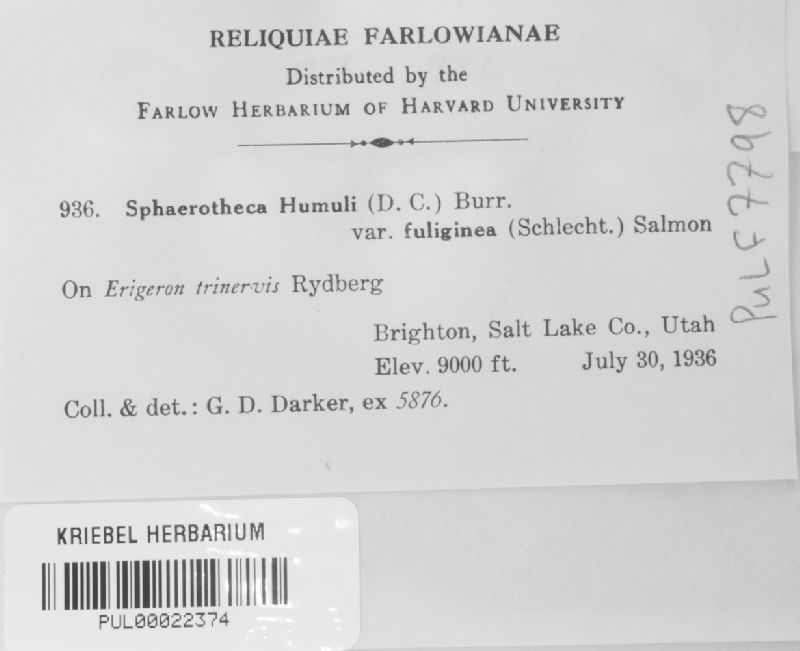 RELIQUIAE FARLOWIANAE
Distributed by the
FARLOW HERBARIUM OF HARVARD UNIVERSITY
936. Sphaerotheca Humuli (D. C.) Burr.
var. fuliginea (Schlecht.) Salmon
On Erigeron trinervis Rydberg
Brighton, Salt Lake Co., Utah
Elev. 9000 ft. July 30, 1936
Coll. & det.: G. D. Darker, ex 5876.
PUL F7798
KRIEBEL HERBARIUM
PUL00022374